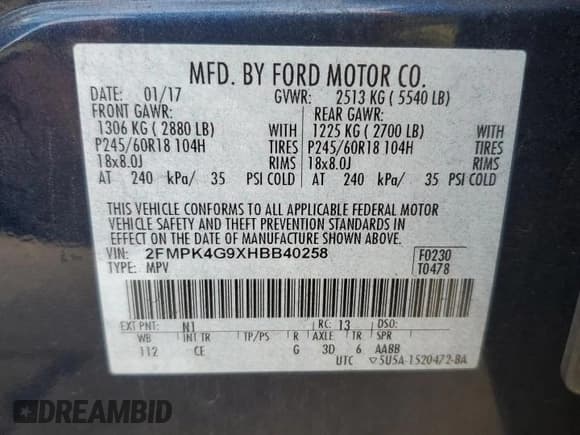 MFD. BY FORD MOTOR CO.
DATE: 01/17 GVWR: 2513 KG ( 5540 LB)
FRONT GAWR: REAR GAWR:
1306 KG ( 2880 LB) WITH 1225 KG ( 2700 LB) WITH
P245/60R18 104H TIRES P245/60R18 104H TIRES
18x8.0J RIMS 18x8.0J RIMS
AT 240 kPa/ 35 PSI COLD AT 240 kPa/ 35 PSI COLD
THIS VEHICLE CONFORMS TO ALL APPLICABLE FEDERAL MOTOR
VEHICLE SAFETY AND THEFT PREVENTION STANDARDS IN
EFFECT ON THE DATE OF MANUFACTURE SHOWN ABOVE.
VIN: 2FMPK4G9XHBB40258 F0230
TYPE: MPV T0478
EXT PNT: N1 RC: 13 DSO:
WB INT TR TP/PS R AXLE TR SPR
112 CE G 3D 6 AABB
UTC ▽5U5A-1520472-BA
DREAMBID